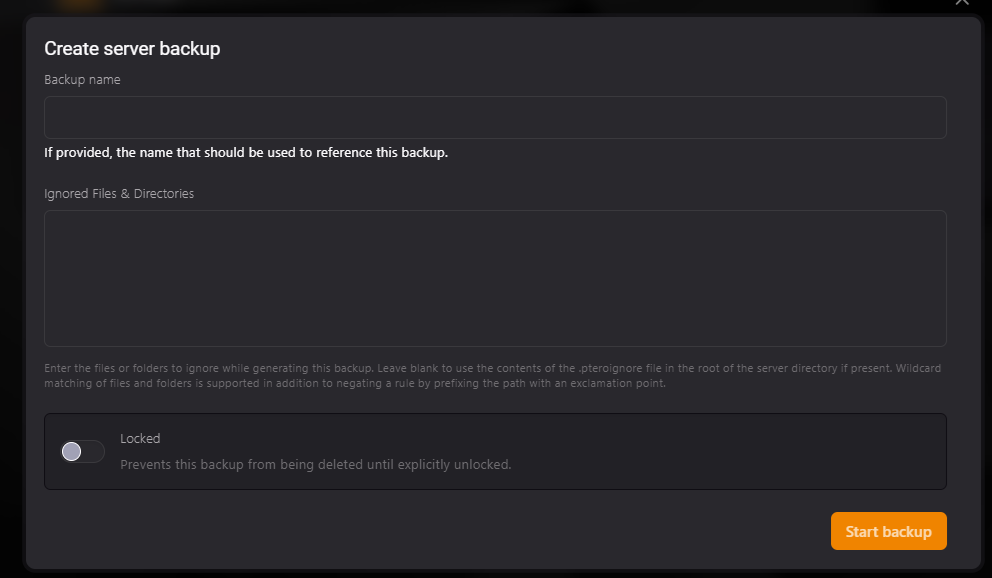 Create server backup
Backup name
If provided, the name that should be used to reference this backup.
Ignored Files & Directories
Enter the files or folders to ignore while generating this backup. Leave blank to use the contents of the .pteroignore file in the root of the server directory if present. Wildcard
matching of files and folders is supported in addition to negating a rule by prefixing the path with an exclamation point.
Locked
Prevents this backup from being deleted until explicitly unlocked.
Start backup